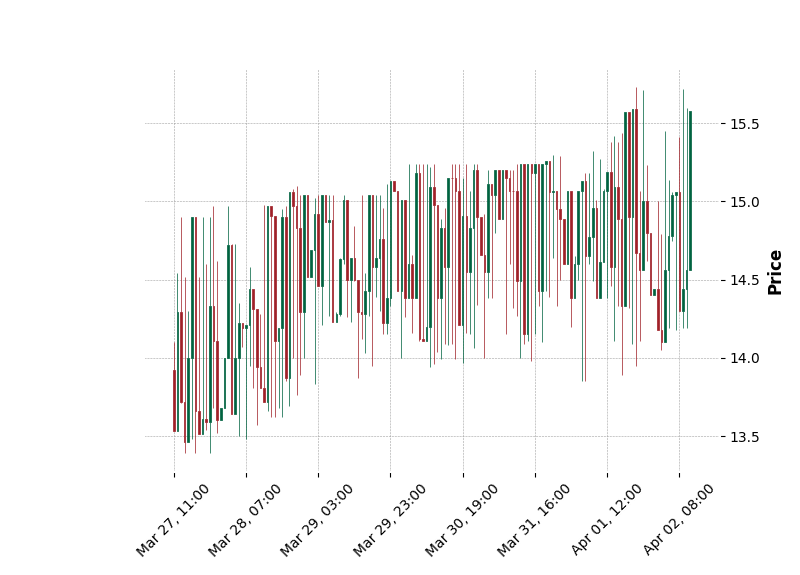 15.5
15.0
14.5
14.0
13.5
Price
Mar 27, 11:00
Mar 28, 07:00
Mar 29, 03:00
Mar 29, 23:00
Mar 30, 19:00
Mar 31, 16:00
Apr 01, 12:00
Apr 02, 08:00